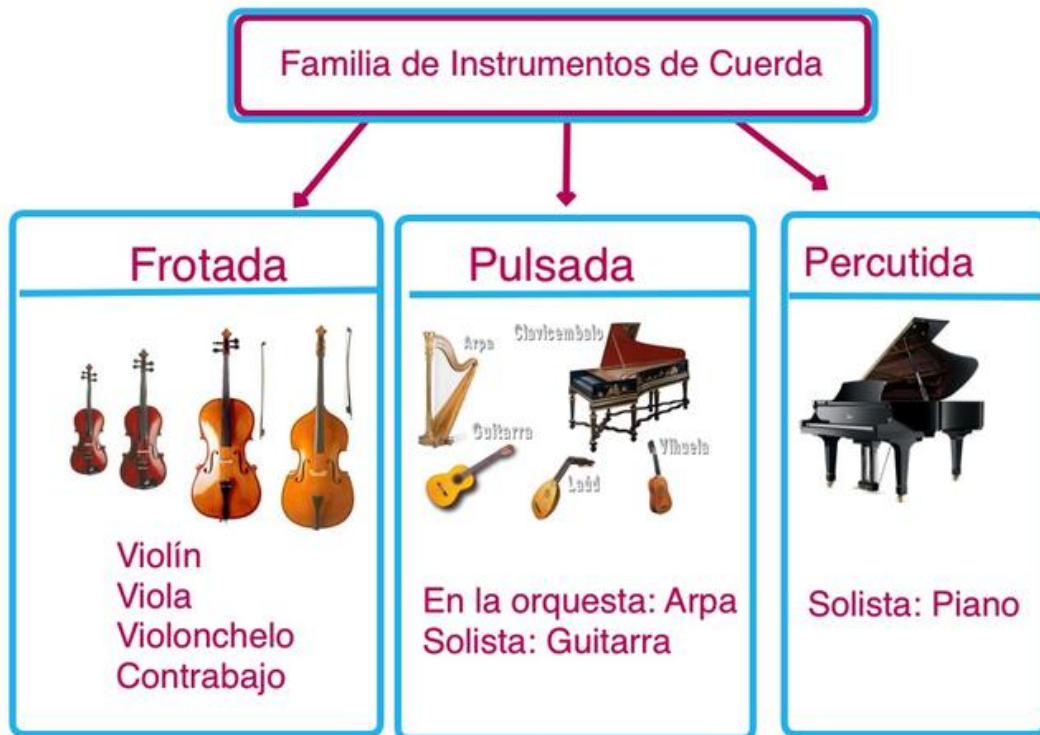 Familia de Instrumentos de Cuerda
Frotada
Violín
Viola
Violonchelo
Contrabajo
Pulsada
Arpa
Clavicembalo
Guitarra
Laúd
Vihuela
En la orquesta: Arpa
Solista: Guitarra
Percutida
Solista: Piano